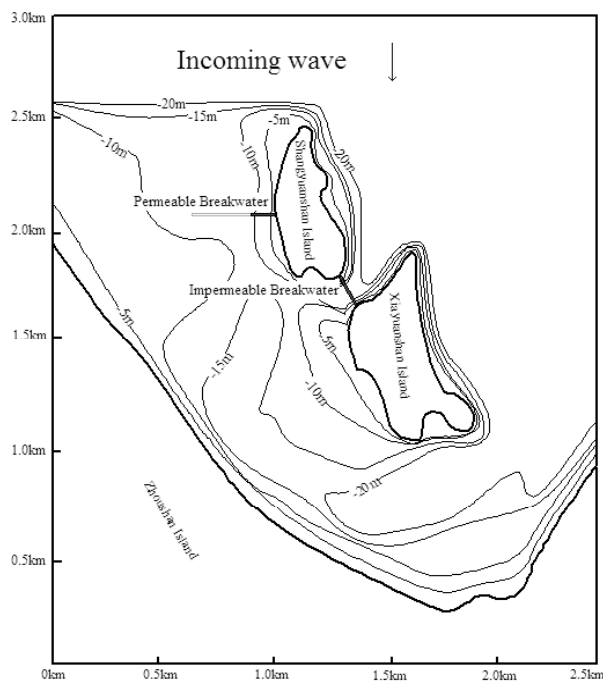 3.0km
Incoming wave
-20m
2.5km
-15m
-5m
-10m
-10m
-20m
Shangyuanshan Island
Permeable Breakwater
2.0km
Impermeable Breakwater
Xiayuanshan Island
-5m
1.5km
-5m
-15m
-10m
1.0km
-20m
Zhoushan Island
0.5km
0km
0.5km
1.0km
1.5km
2.0km
2.5km